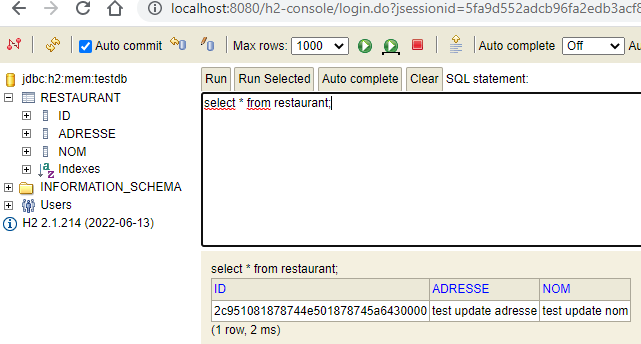 localhost:8080/h2-console/login.do?jsessionid=5fa9d552adcb96fa2edb3acf8
Auto commit Max rows: 1000 Auto complete Off Au
jdbc:h2:mem:testdb
RESTAURANT
ID
ADRESSE
NOM
Indexes
INFORMATION_SCHEMA
Users
H2 2.1.214 (2022-06-13)
Run Run Selected Auto complete Clear SQL statement:
select * from restaurant;
select * from restaurant;
ID ADRESSE NOM
2c951081878744e501878745a6430000 test update adresse test update nom
(1 row, 2 ms)